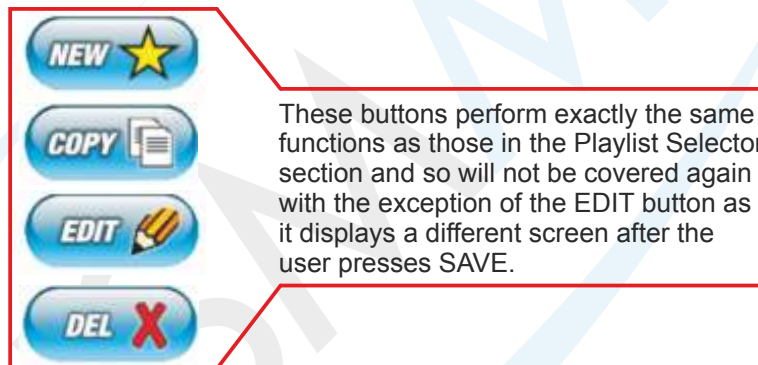 NEW
COPY
EDIT
DEL
These buttons perform exactly the same
functions as those in the Playlist Selector
section and so will not be covered again
with the exception of the EDIT button as
it displays a different screen after the
user presses SAVE.